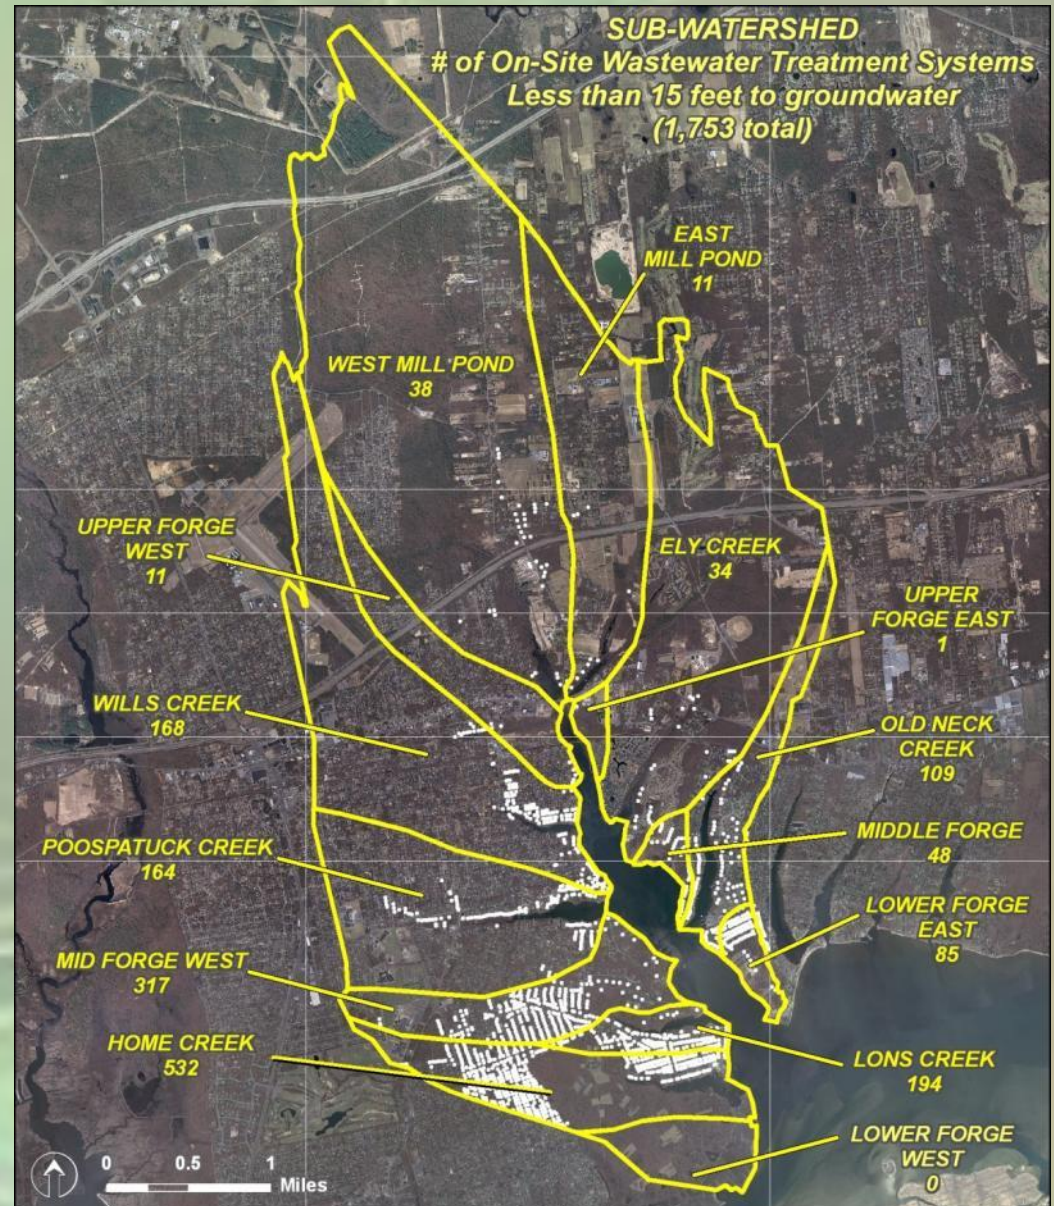 SUB-WATERSHED
# of On-Site Wastewater Treatment Systems
Less than 15 feet to groundwater
(1,753 total)
EAST
MILL POND
11
WEST MILL POND
38
UPPER FORGE
WEST
11
ELY CREEK
34
UPPER
FORGE EAST
1
WILLS CREEK
168
OLD NECK
CREEK
109
MIDDLE FORGE
48
POOSPATUCK CREEK
164
LOWER FORGE
EAST
85
MID FORGE WEST
317
HOME CREEK
532
LONS CREEK
194
LOWER FORGE
WEST
0
0 0.5 1
Miles